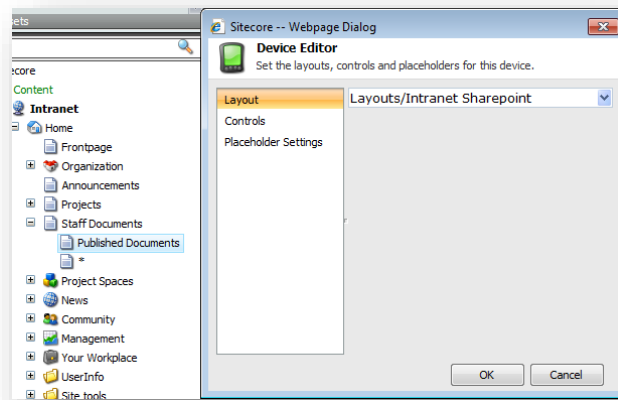 Sitecore -- Webpage Dialog
Device Editor
Set the layouts, controls and placeholders for this device.
Layout
Layouts/Intranet Sharepoint
Controls
Placeholder Settings
OK
Cancel
ecore
Content
Intranet
Home
Frontpage
Organization
Announcements
Projects
Staff Documents
Published Documents
*
Project Spaces
News
Community
Management
Your Workplace
UserInfo
Site tools